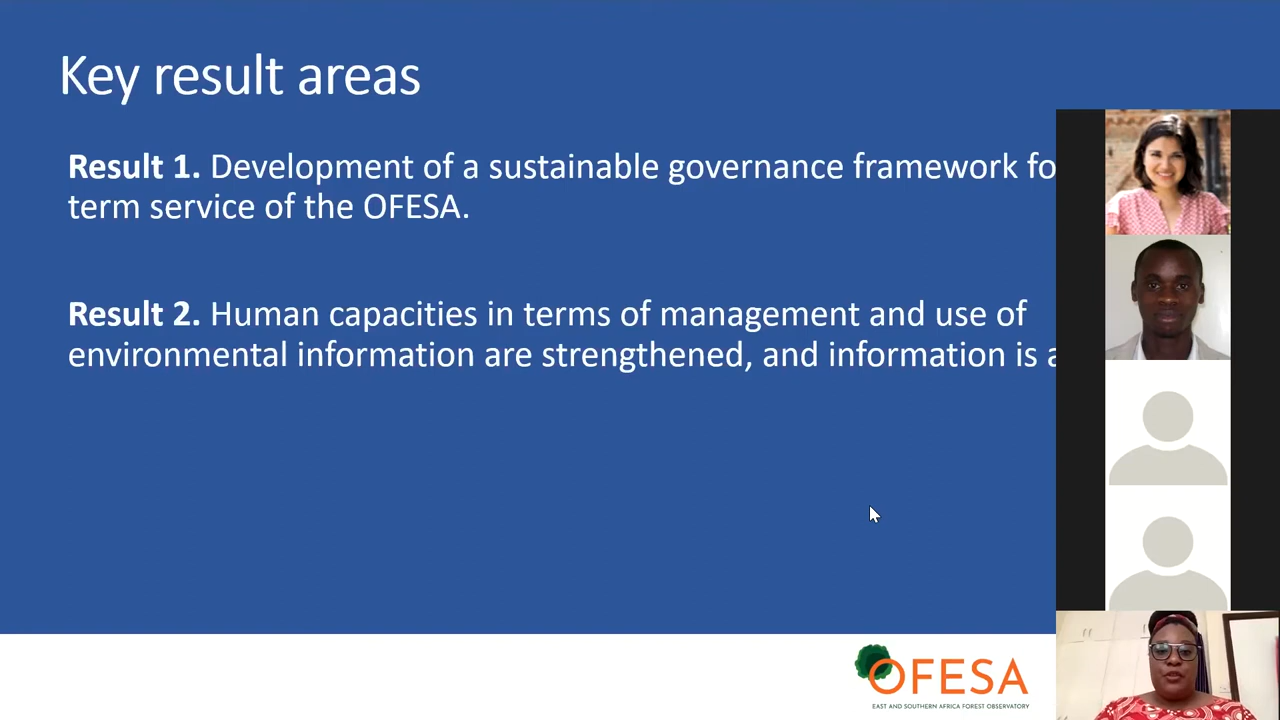 Key result areas
Result 1. Development of a sustainable governance framework fo
term service of the OFESA.
Result 2. Human capacities in terms of management and use of
environmental information are strengthened, and information is a
OFESA
EAST AND SOUTHERN AFRICA FOREST OBSERVATORY